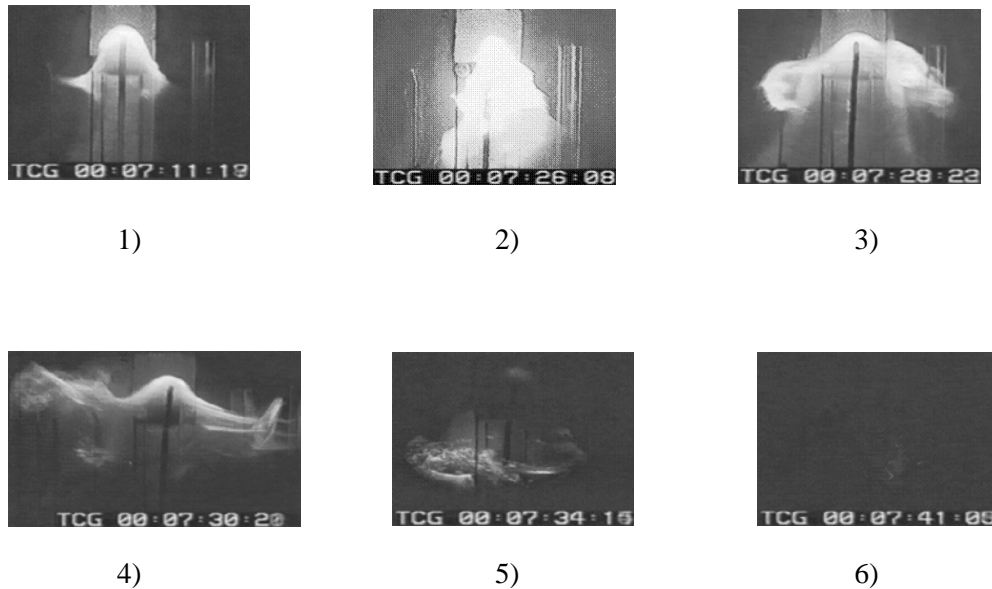 TCG 00:07:11:19
TCG 00:07:26:08
TCG 00:07:28:23
1)
2)
3)
TCG 00:07:30:20
TCG 00:07:34:15
TCG 00:07:41:05
4)
5)
6)